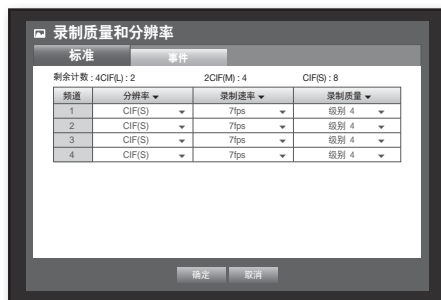 录制质量和分辨率
标准 事件
剩余计数 : 4CIF(L) : 2 2CIF(M) : 4 CIF(S) : 8
频道 分辨率 录制速率 录制质量
1 CIF(S) 7fps 级别 4
2 CIF(S) 7fps 级别 4
3 CIF(S) 7fps 级别 4
4 CIF(S) 7fps 级别 4
确定 取消